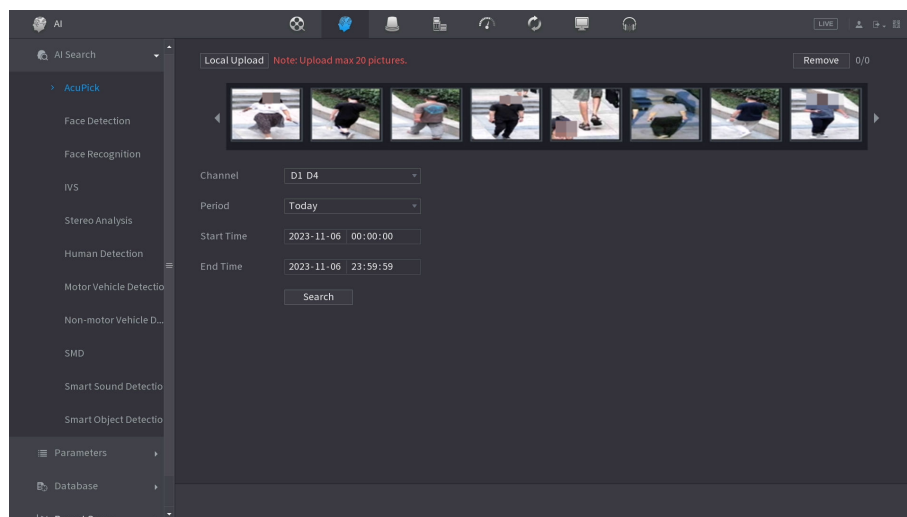 AI
LIVE
AI Search
AcuPick
Face Detection
Face Recognition
IVS
Stereo Analysis
Human Detection
Motor Vehicle Detectio
Non-motor Vehicle D...
SMD
Smart Sound Detectio
Smart Object Detectio
Parameters
Database
Local Upload Note: Upload max 20 pictures. Remove 0/0
Channel D1 D4
Period Today
Start Time 2023-11-06 00:00:00
End Time 2023-11-06 23:59:59
Search